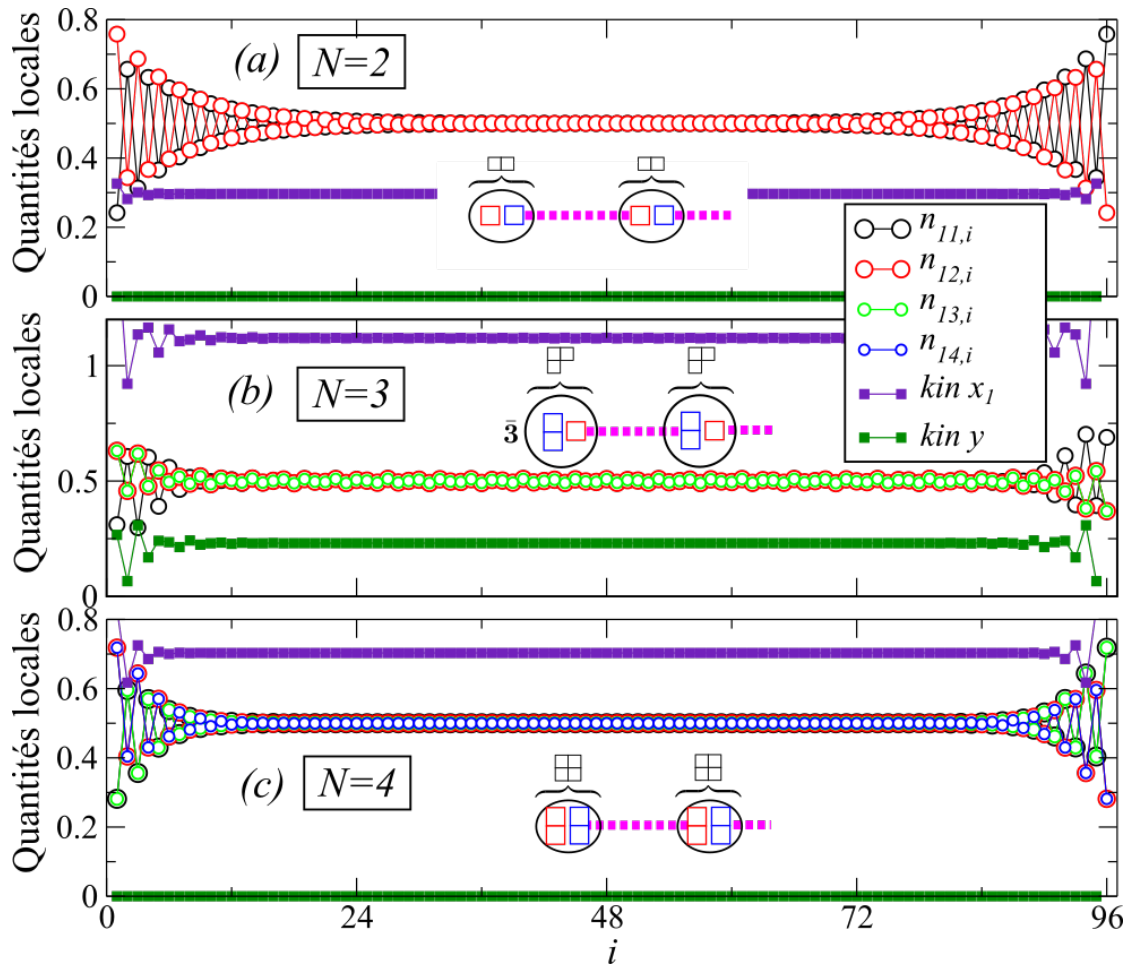 Quantités locales
0.8
0.6
0.4
0.2
0
(a) N=2
n11,i
n12,i
n13,i
n14,i
kin x1
kin y
Quantités locales
1
0.5
0
(b) N=3
3̄
Quantités locales
0.8
0.6
0.4
0.2
0
(c) N=4
0 24 48 72 96
i